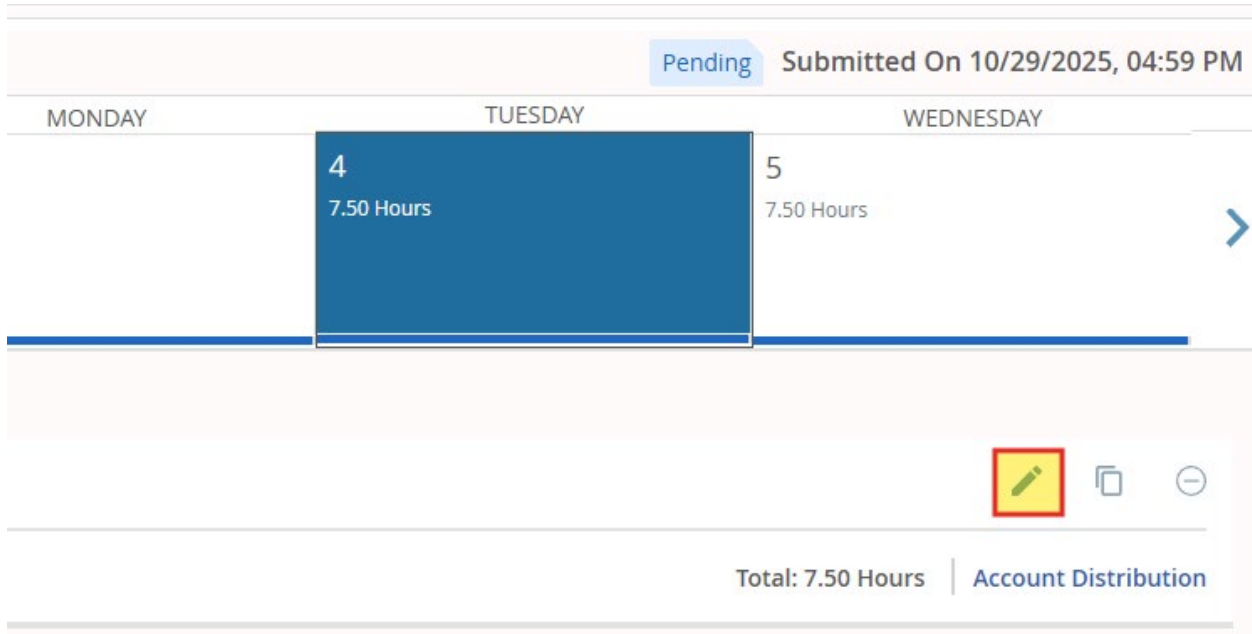 Pending Submitted On 10/29/2025, 04:59 PM
MONDAY TUESDAY WEDNESDAY
4 5
7.50 Hours 7.50 Hours
Total: 7.50 Hours Account Distribution